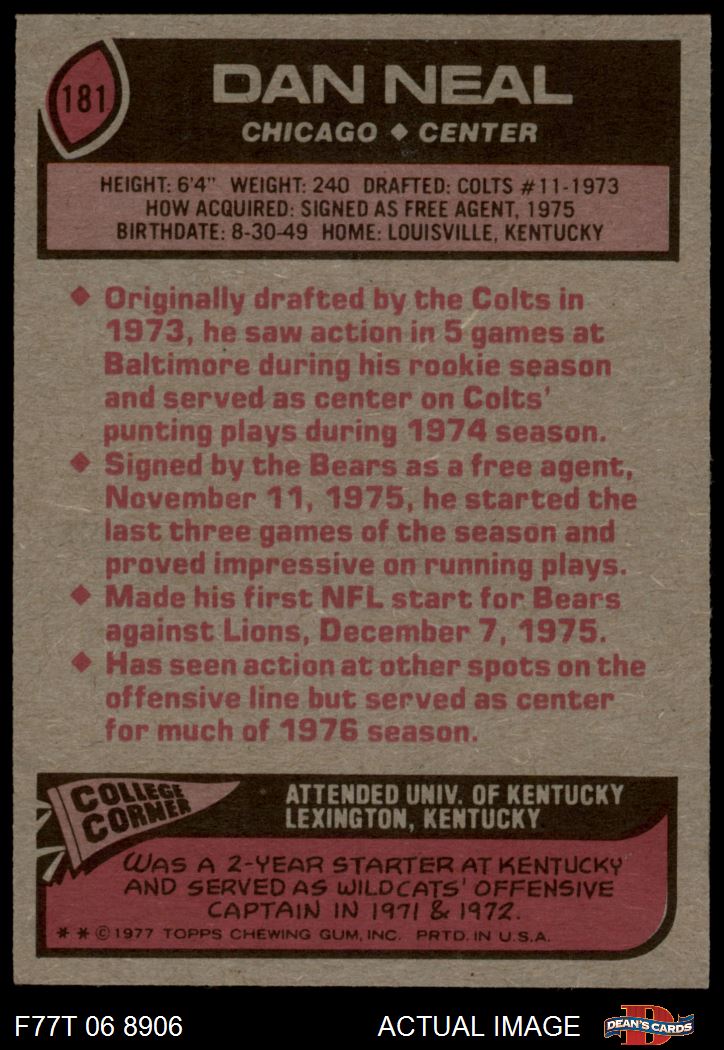 181
DAN NEAL
CHICAGO ◆ CENTER
HEIGHT: 6'4" WEIGHT: 240 DRAFTED: COLTS #11-1973
HOW ACQUIRED: SIGNED AS FREE AGENT, 1975
BIRTHDATE: 8-30-49 HOME: LOUISVILLE, KENTUCKY
◆ Originally drafted by the Colts in
1973, he saw action in 5 games at
Baltimore during his rookie season
and served as center on Colts'
punting plays during 1974 season.
◆ Signed by the Bears as a free agent,
November 11, 1975, he started the
last three games of the season and
proved impressive on running plays.
◆ Made his first NFL start for Bears
against Lions, December 7, 1975.
◆ Has seen action at other spots on the
offensive line but served as center
for much of 1976 season.
COLLEGE
CORNER
ATTENDED UNIV. OF KENTUCKY
LEXINGTON, KENTUCKY
WAS A 2-YEAR STARTER AT KENTUCKY
AND SERVED AS WILDCATS' OFFENSIVE
CAPTAIN IN 1971 & 1972.
* * © 1977 TOPPS CHEWING GUM, INC. PRTD. IN U.S.A.
F77T 06 8906
ACTUAL IMAGE
D
DEAN'S CARDS